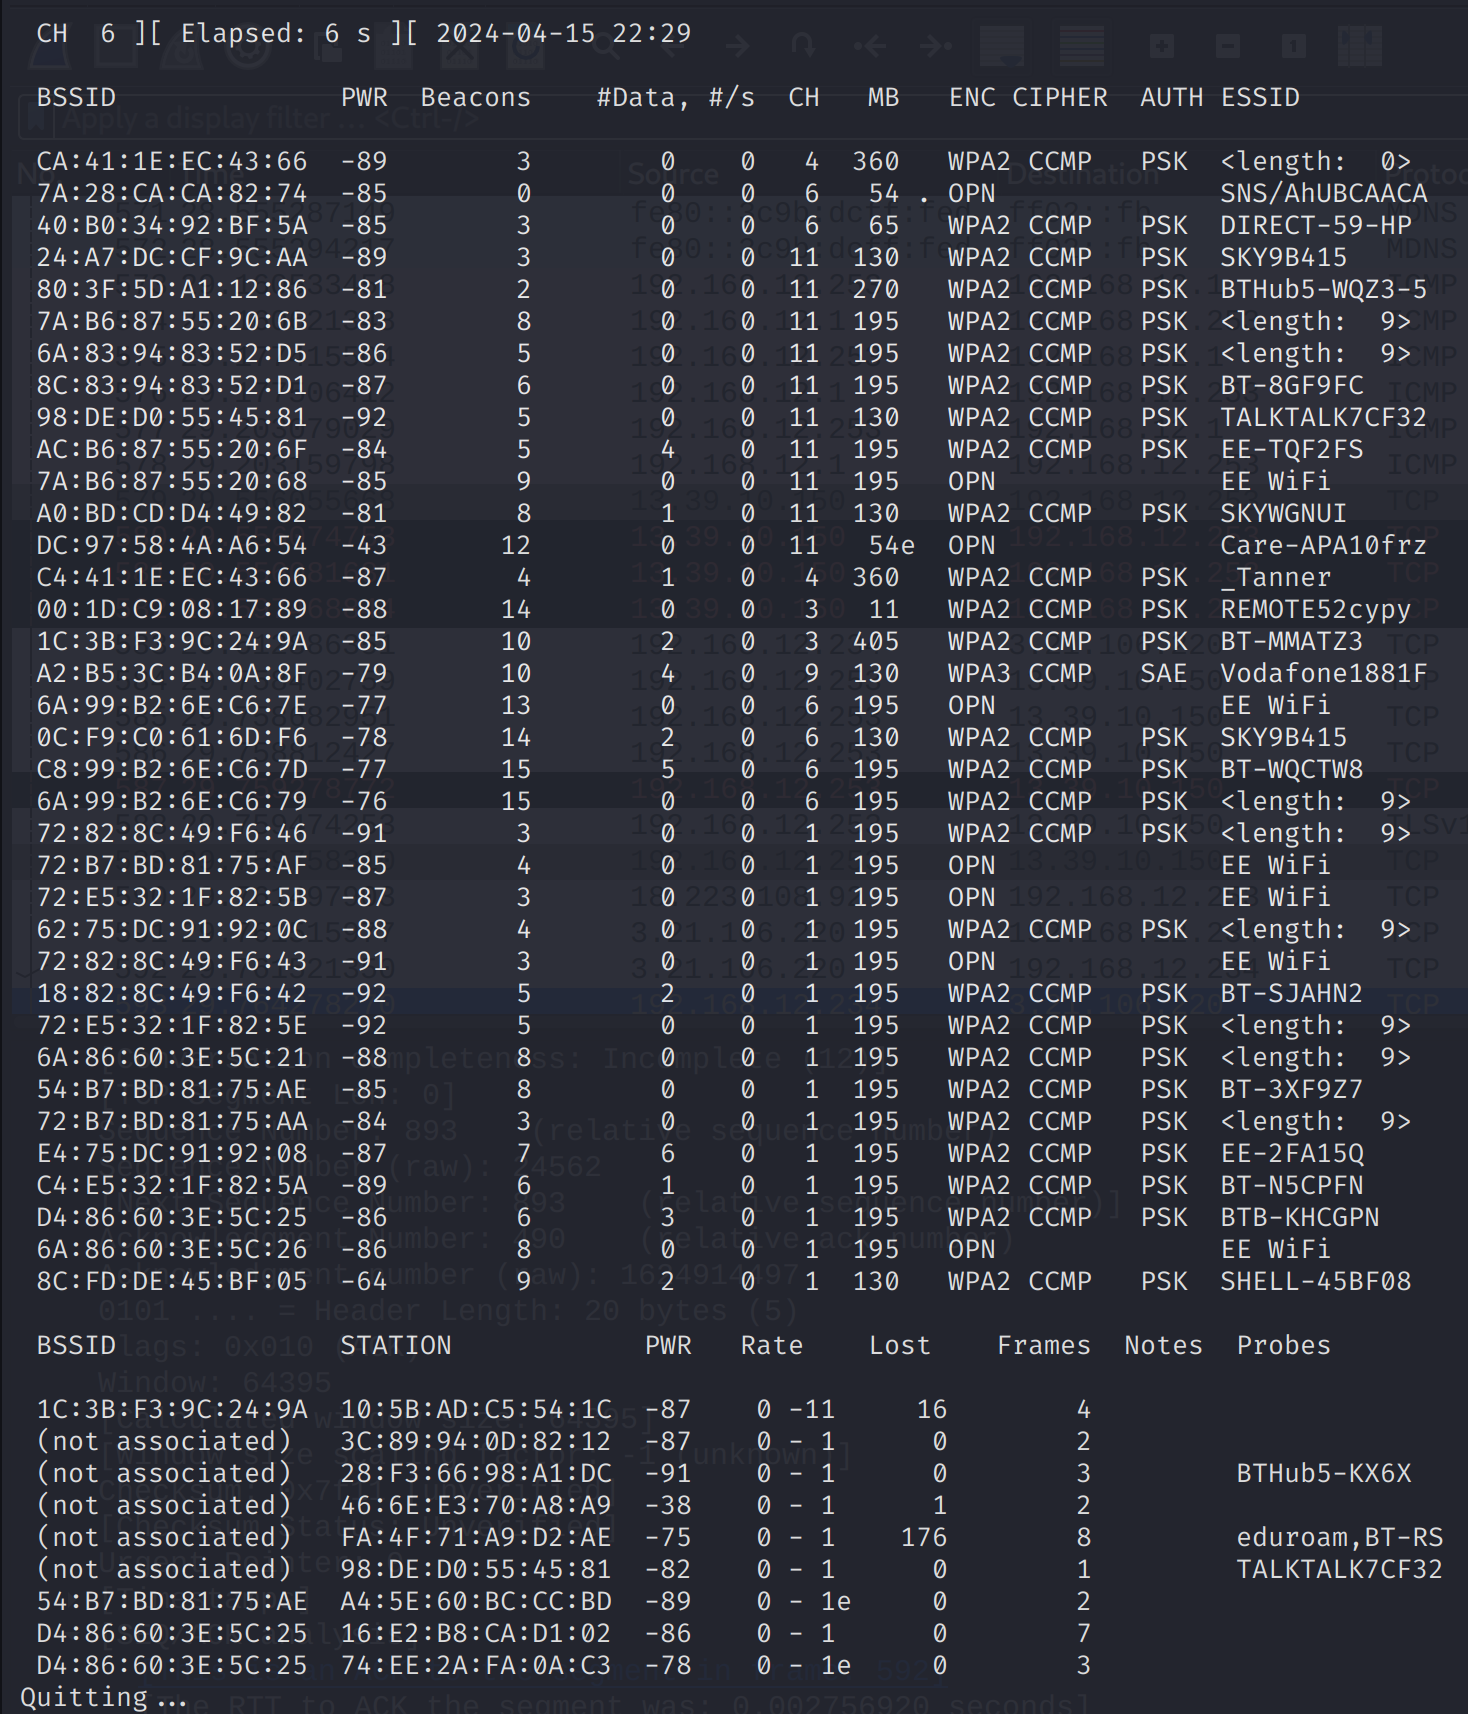 CH  6 ][ Elapsed: 6 s ][ 2024-04-15 22:29
BSSID              PWR  Beacons    #Data, #/s  CH   MB   ENC CIPHER  AUTH ESSID
CA:41:1E:EC:43:66  -89        3        0    0   4  360   WPA2 CCMP   PSK  <length:  0>
7A:28:CA:CA:82:74  -85        0        0    0   6   54 . OPN              SNS/AhUBCAACA
40:B0:34:92:BF:5A  -85        3        0    0   6   65   WPA2 CCMP   PSK  DIRECT-59-HP
24:A7:DC:CF:9C:AA  -89        3        0    0  11  130   WPA2 CCMP   PSK  SKY9B415
80:3F:5D:A1:12:86  -81        2        0    0  11  270   WPA2 CCMP   PSK  BTHub5-WQZ3-5
7A:B6:87:55:20:6B  -83        8        0    0  11  195   WPA2 CCMP   PSK  <length:  9>
6A:83:94:83:52:D5  -86        5        0    0  11  195   WPA2 CCMP   PSK  <length:  9>
8C:83:94:83:52:D1  -87        6        0    0  11  195   WPA2 CCMP   PSK  BT-8GF9FC
98:DE:D0:55:45:81  -92        5        0    0  11  130   WPA2 CCMP   PSK  TALKTALK7CF32
AC:B6:87:55:20:6F  -84        5        4    0  11  195   WPA2 CCMP   PSK  EE-TQF2FS
7A:B6:87:55:20:68  -85        9        0    0  11  195   OPN              EE WiFi
A0:BD:CD:D4:49:82  -81        8        1    0  11  130   WPA2 CCMP   PSK  SKYWGNUI
DC:97:58:4A:A6:54  -43       12        0    0  11   54e  OPN              Care-APA10frz
C4:41:1E:EC:43:66  -87        4        1    0   4  360   WPA2 CCMP   PSK  _Tanner
00:1D:C9:08:17:89  -88       14        0    0   3   11   WPA2 CCMP   PSK  REMOTE52cypy
1C:3B:F3:9C:24:9A  -85       10        2    0   3  405   WPA2 CCMP   PSK  BT-MMATZ3
A2:B5:3C:B4:0A:8F  -79       10        4    0   9  130   WPA3 CCMP   SAE  Vodafone1881F
6A:99:B2:6E:C6:7E  -77       13        0    0   6  195   OPN              EE WiFi
0C:F9:C0:61:6D:F6  -78       14        2    0   6  130   WPA2 CCMP   PSK  SKY9B415
C8:99:B2:6E:C6:7D  -77       15        5    0   6  195   WPA2 CCMP   PSK  BT-WQCTW8
6A:99:B2:6E:C6:79  -76       15        0    0   6  195   WPA2 CCMP   PSK  <length:  9>
72:82:8C:49:F6:46  -91        3        0    0   1  195   WPA2 CCMP   PSK  <length:  9>
72:B7:BD:81:75:AF  -85        4        0    0   1  195   OPN              EE WiFi
72:E5:32:1F:82:5B  -87        3        0    0   1  195   OPN              EE WiFi
62:75:DC:91:92:0C  -88        4        0    0   1  195   WPA2 CCMP   PSK  <length:  9>
72:82:8C:49:F6:43  -91        3        0    0   1  195   OPN              EE WiFi
18:82:8C:49:F6:42  -92        5        2    0   1  195   WPA2 CCMP   PSK  BT-SJAHN2
72:E5:32:1F:82:5E  -92        5        0    0   1  195   WPA2 CCMP   PSK  <length:  9>
6A:86:60:3E:5C:21  -88        8        0    0   1  195   WPA2 CCMP   PSK  <length:  9>
54:B7:BD:81:75:AE  -85        8        0    0   1  195   WPA2 CCMP   PSK  BT-3XF9Z7
72:B7:BD:81:75:AA  -84        3        0    0   1  195   WPA2 CCMP   PSK  <length:  9>
E4:75:DC:91:92:08  -87        7        6    0   1  195   WPA2 CCMP   PSK  EE-2FA15Q
C4:E5:32:1F:82:5A  -89        6        1    0   1  195   WPA2 CCMP   PSK  BT-N5CPFN
D4:86:60:3E:5C:25  -86        6        3    0   1  195   WPA2 CCMP   PSK  BTB-KHCGPN
6A:86:60:3E:5C:26  -86        8        0    0   1  195   OPN              EE WiFi
8C:FD:DE:45:BF:05  -64        9        2    0   1  130   WPA2 CCMP   PSK  SHELL-45BF08
BSSID              STATION            PWR   Rate    Lost    Frames  Notes  Probes
1C:3B:F3:9C:24:9A  10:5B:AD:C5:54:1C  -87    0 -11     16        4
(not associated)   3C:89:94:0D:82:12  -87    0 - 1      0        2
(not associated)   28:F3:66:98:A1:DC  -91    0 - 1      0        3         BTHub5-KX6X
(not associated)   46:6E:E3:70:A8:A9  -38    0 - 1      1        2
(not associated)   FA:4F:71:A9:D2:AE  -75    0 - 1    176        8         eduroam,BT-RS
(not associated)   98:DE:D0:55:45:81  -82    0 - 1      0        1         TALKTALK7CF32
54:B7:BD:81:75:AE  A4:5E:60:BC:CC:BD  -89    0 - 1e     0        2
D4:86:60:3E:5C:25  16:E2:B8:CA:D1:02  -86    0 - 1      0        7
D4:86:60:3E:5C:25  74:EE:2A:FA:0A:C3  -78    0 - 1e     0        3
Quitting...